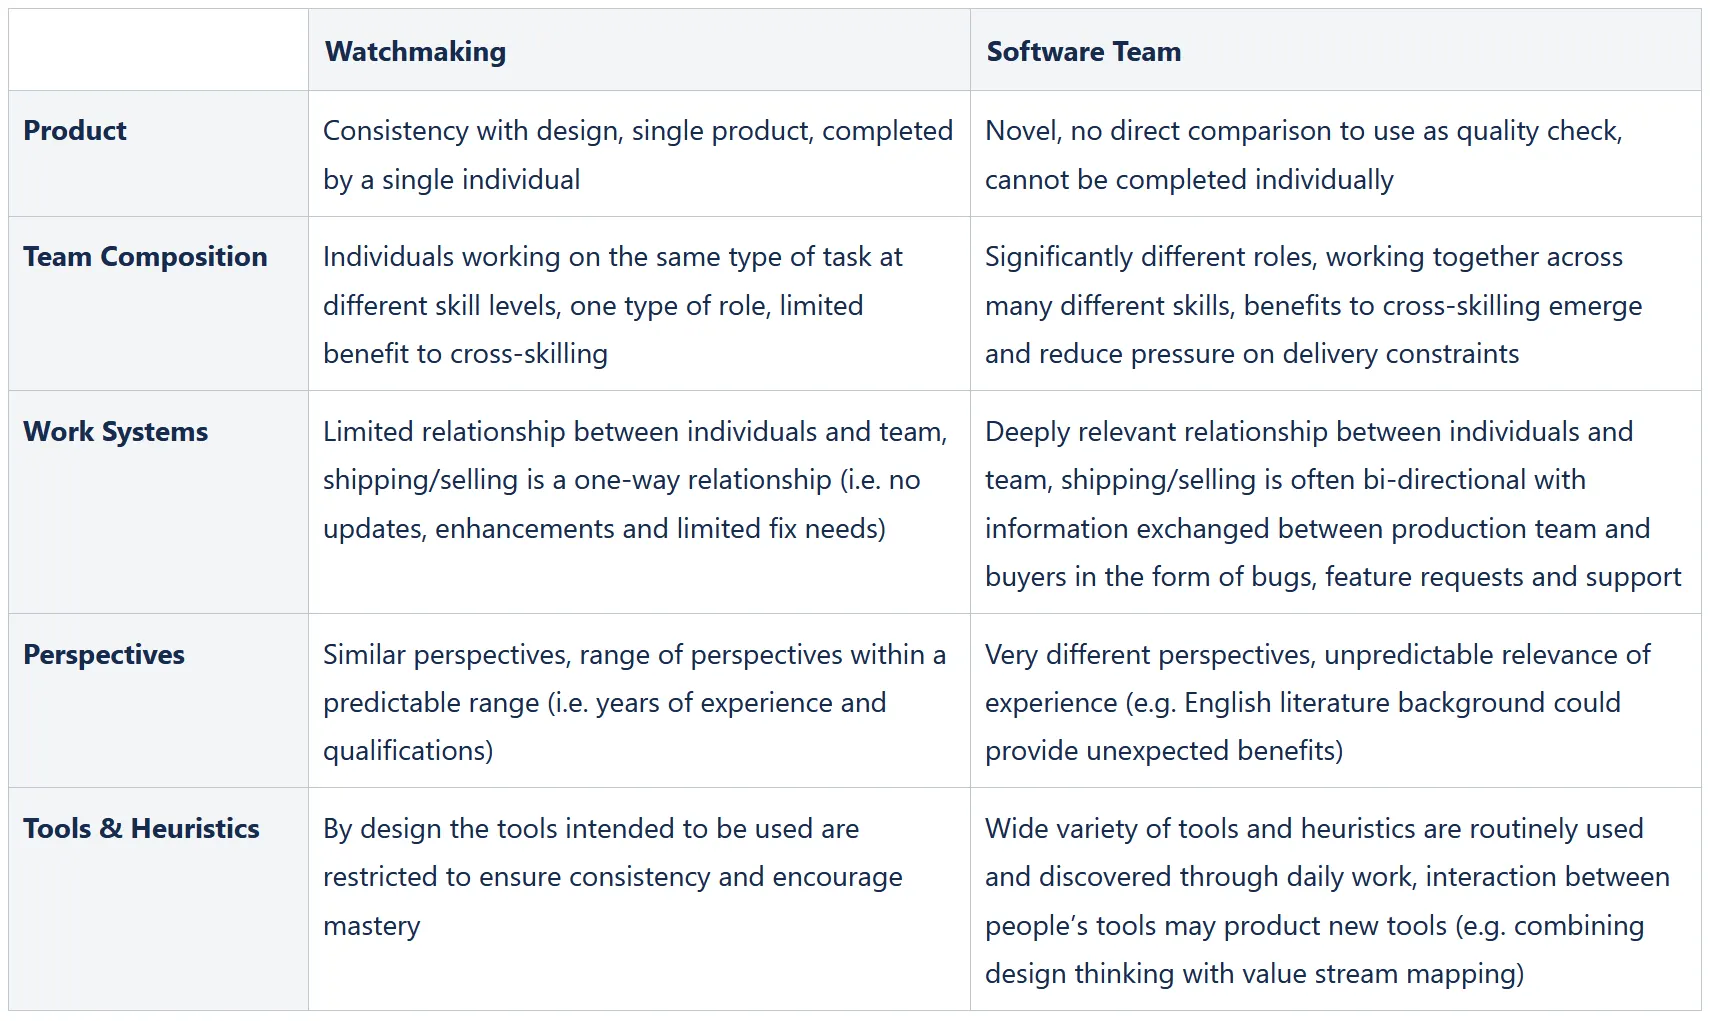 Watchmaking
Software Team
Product
Consistency with design, single product, completed
by a single individual
Novel, no direct comparison to use as quality check,
cannot be completed individually
Team Composition
Individuals working on the same type of task at
different skill levels, one type of role, limited
benefit to cross-skilling
Significantly different roles, working together across
many different skills, benefits to cross-skilling emerge
and reduce pressure on delivery constraints
Work Systems
Limited relationship between individuals and team,
shipping/selling is a one-way relationship (i.e. no
updates, enhancements and limited fix needs)
Deeply relevant relationship between individuals and
team, shipping/selling is often bi-directional with
information exchanged between production team and
buyers in the form of bugs, feature requests and support
Perspectives
Similar perspectives, range of perspectives within a
predictable range (i.e. years of experience and
qualifications)
Very different perspectives, unpredictable relevance of
experience (e.g. English literature background could
provide unexpected benefits)
Tools & Heuristics
By design the tools intended to be used are
restricted to ensure consistency and encourage
mastery
Wide variety of tools and heuristics are routinely used
and discovered through daily work, interaction between
people’s tools may product new tools (e.g. combining
design thinking with value stream mapping)